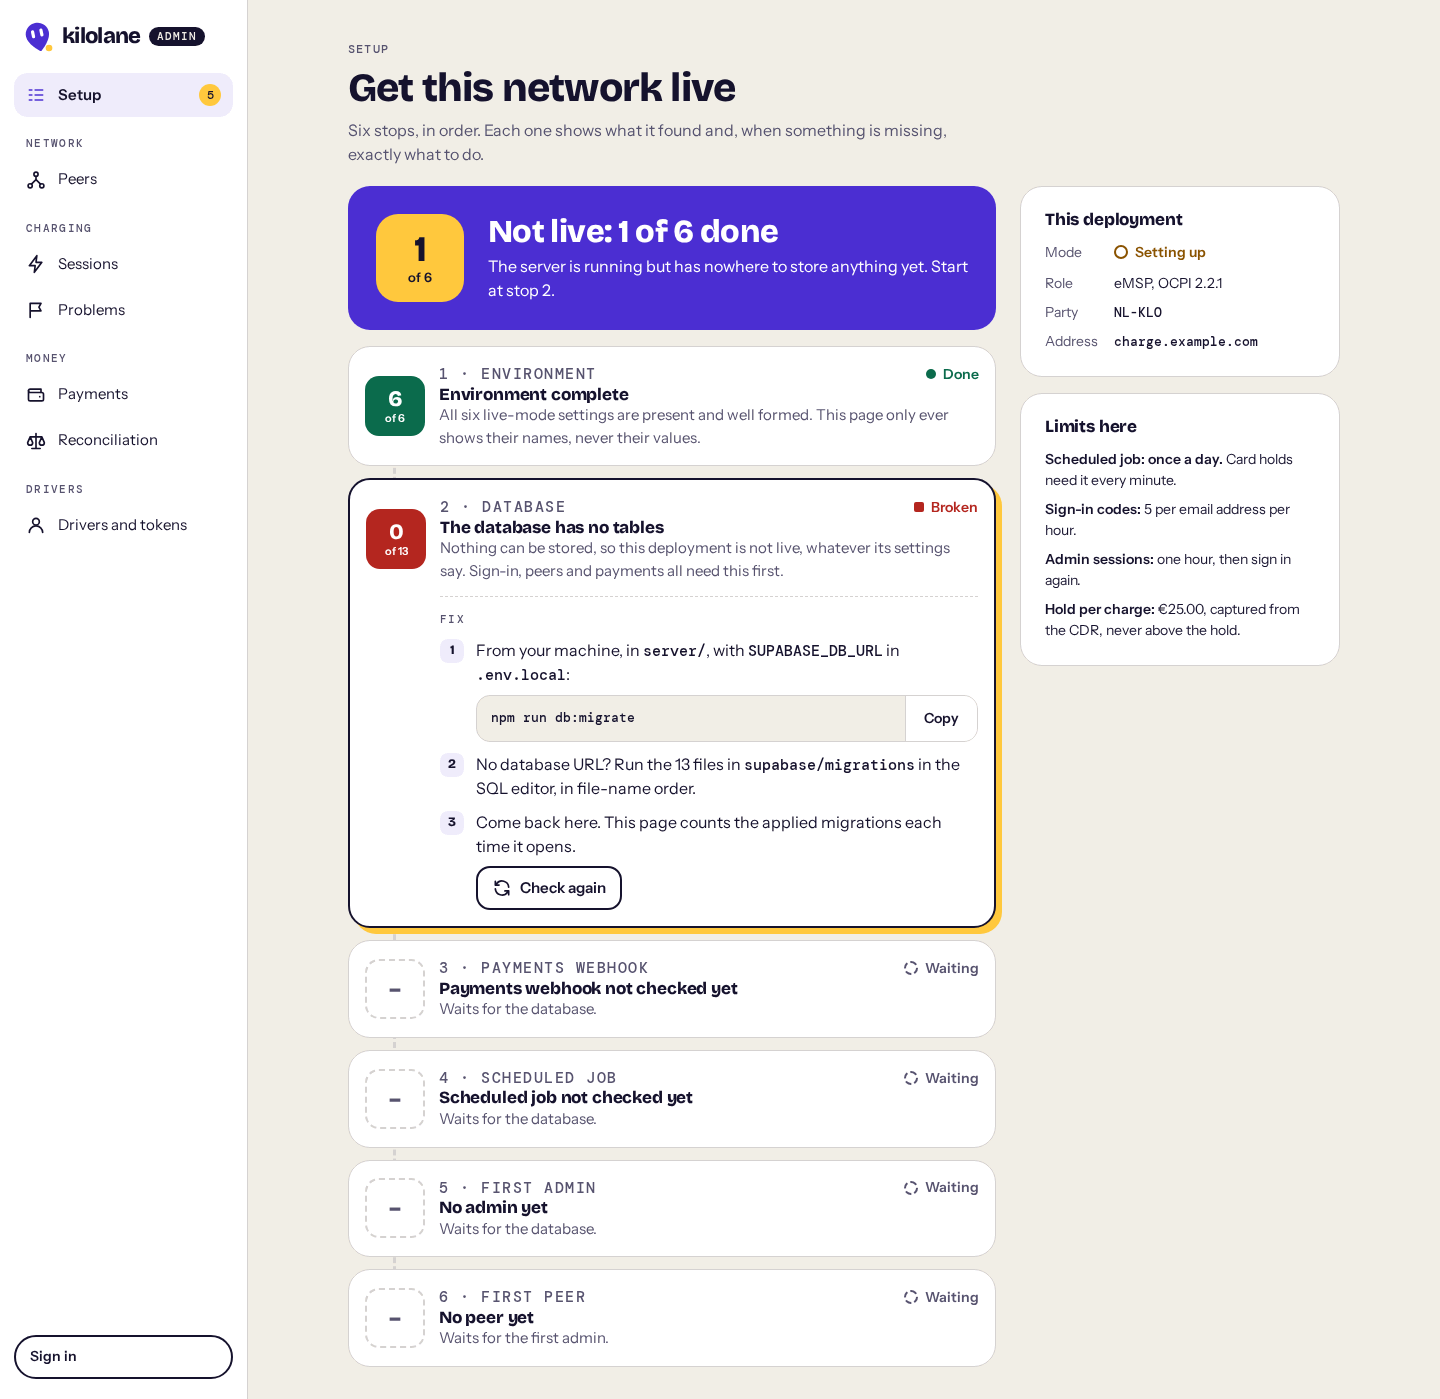 kilolane ADMIN
Setup 5
NETWORK
Peers
CHARGING
Sessions
Problems
MONEY
Payments
Reconciliation
DRIVERS
Drivers and tokens
Sign in
SETUP
Get this network live
Six stops, in order. Each one shows what it found and, when something is missing,
exactly what to do.
1
of 6
Not live: 1 of 6 done
The server is running but has nowhere to store anything yet. Start
at stop 2.
6
of 6
1 · ENVIRONMENT
Done
Environment complete
All six live-mode settings are present and well formed. This page only ever
shows their names, never their values.
0
of 13
2 · DATABASE
Broken
The database has no tables
Nothing can be stored, so this deployment is not live, whatever its settings
say. Sign-in, peers and payments all need this first.
FIX
1 From your machine, in server/, with SUPABASE_DB_URL in
.env.local:
npm run db:migrate
Copy
2 No database URL? Run the 13 files in supabase/migrations in the
SQL editor, in file-name order.
3 Come back here. This page counts the applied migrations each
time it opens.
Check again
–
3 · PAYMENTS WEBHOOK
Waiting
Payments webhook not checked yet
Waits for the database.
–
4 · SCHEDULED JOB
Waiting
Scheduled job not checked yet
Waits for the database.
–
5 · FIRST ADMIN
Waiting
No admin yet
Waits for the database.
–
6 · FIRST PEER
Waiting
No peer yet
Waits for the first admin.
This deployment
Mode Setting up
Role eMSP, OCPI 2.2.1
Party NL-KLO
Address charge.example.com
Limits here
Scheduled job: once a day. Card holds
need it every minute.
Sign-in codes: 5 per email address per
hour.
Admin sessions: one hour, then sign in
again.
Hold per charge: €25.00, captured from
the CDR, never above the hold.